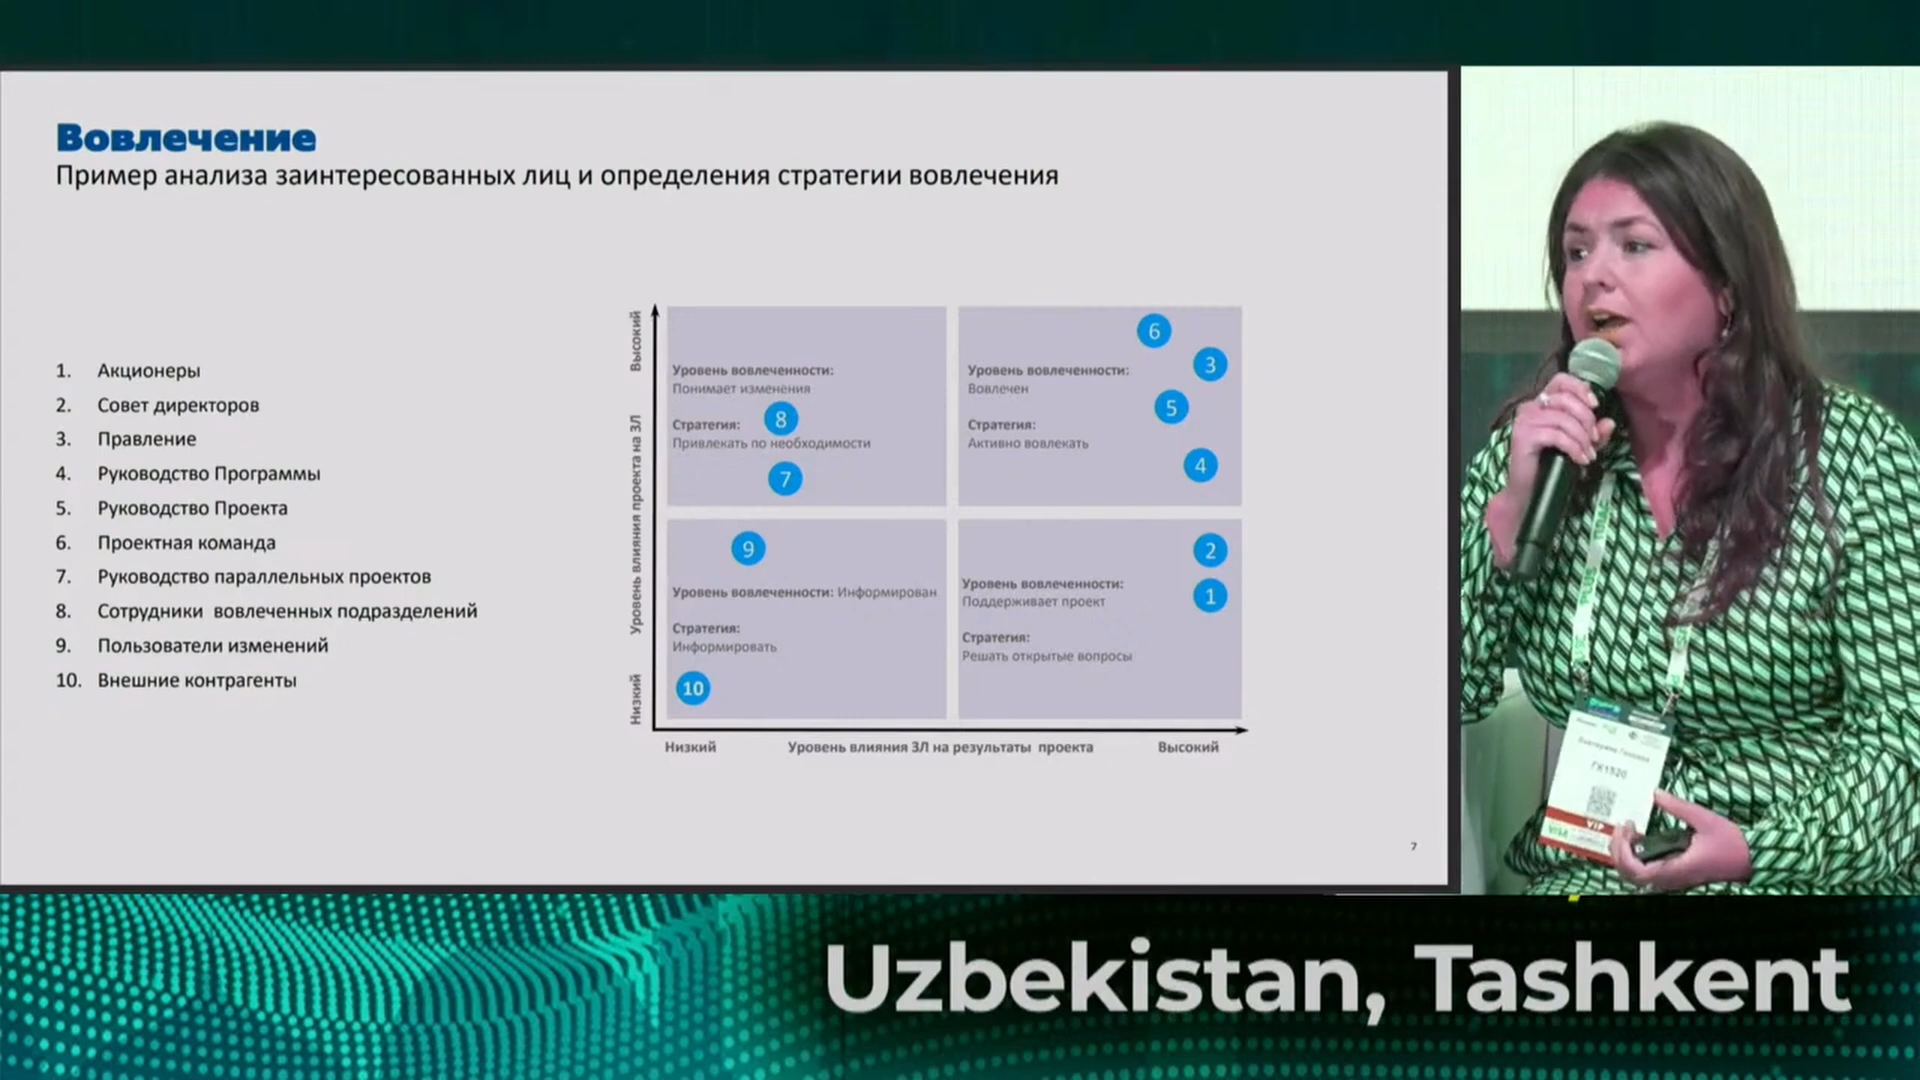 Вовлечение
Пример анализа заинтересованных лиц и определения стратегии вовлечения
1. Акционеры
2. Совет директоров
3. Правление
4. Руководство Программы
5. Руководство Проекта
6. Проектная команда
7. Руководство параллельных проектов
8. Сотрудники вовлеченных подразделений
9. Пользователи изменений
10. Внешние контрагенты
Высокий
Уровень влияния проекта на ЗЛ
Низкий
Уровень вовлеченности:
Понимает изменения
8
Стратегия:
Привлекать по необходимости
7
6
3
Уровень вовлеченности:
Вовлечен
5
Стратегия:
Активно вовлекать
4
9
Уровень вовлеченности: Информирован
Стратегия:
Информировать
10
2
Уровень вовлеченности:
Поддерживает проект
1
Стратегия:
Решать открытые вопросы
Низкий
Уровень влияния ЗЛ на результаты проекта
Высокий
7
PLUS
ГК1520
VIP
Uzbekistan, Tashkent